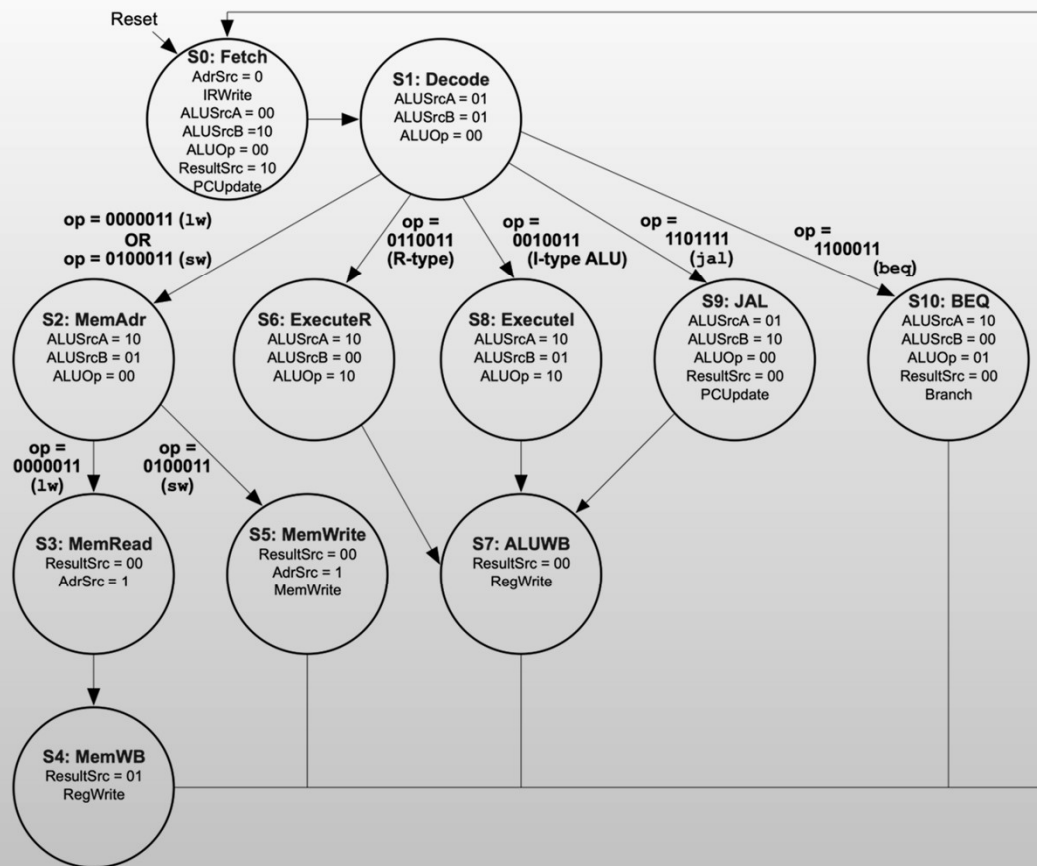 Reset
S0: Fetch
AdrSrc = 0
IRWrite
ALUSrcA = 00
ALUSrcB =10
ALUOp = 00
ResultSrc = 10
PCUpdate
S1: Decode
ALUSrcA = 01
ALUSrcB = 01
ALUOp = 00
op = 0000011 (lw)
OR
op = 0100011 (sw)
op =
0110011
(R-type)
op =
0010011
(I-type ALU)
op =
1101111
(jal)
op =
1100011
(beq)
S2: MemAdr
ALUSrcA = 10
ALUSrcB = 01
ALUOp = 00
S6: ExecuteR
ALUSrcA = 10
ALUSrcB = 00
ALUOp = 10
S8: ExecuteI
ALUSrcA = 10
ALUSrcB = 01
ALUOp = 10
S9: JAL
ALUSrcA = 01
ALUSrcB = 10
ALUOp = 00
ResultSrc = 00
PCUpdate
S10: BEQ
ALUSrcA = 10
ALUSrcB = 00
ALUOp = 01
ResultSrc = 00
Branch
op =
0000011
(lw)
op =
0100011
(sw)
S3: MemRead
ResultSrc = 00
AdrSrc = 1
S5: MemWrite
ResultSrc = 00
AdrSrc = 1
MemWrite
S7: ALUWB
ResultSrc = 00
RegWrite
S4: MemWB
ResultSrc = 01
RegWrite